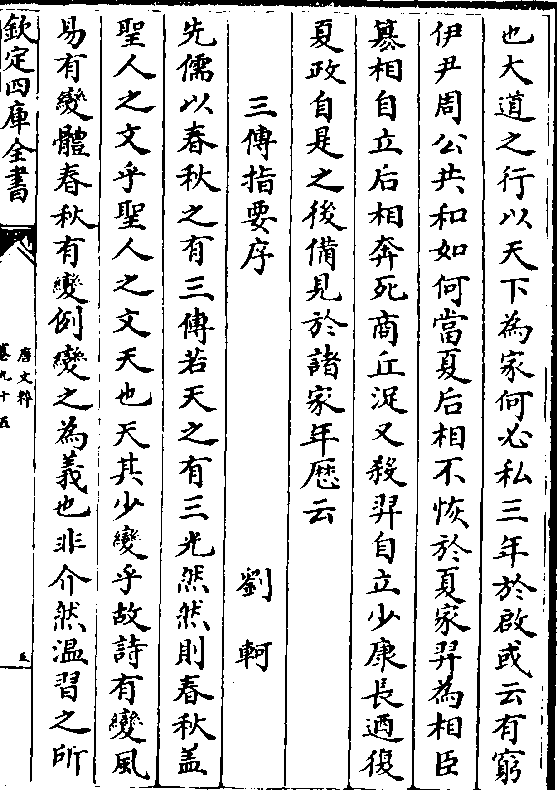 也大道之行以天下為家何必私三年於啟或云有窮
伊尹周公共和如何當夏后相不恢於夏家羿為相臣
簒相自立后相奔死商丘浞又殺羿自立少康長迺復
夏政自是之後備見於諸家年歴云
三傳指要序　劉軻
先儒以春秋之有三傳若天之有三光然然則春秋盖
聖人之文乎聖人之文天也天其少變乎故詩有變風
易有變體春秋有變例變之為義也非介然温習之所
欽定四庫全書
唐文粹
卷九十五